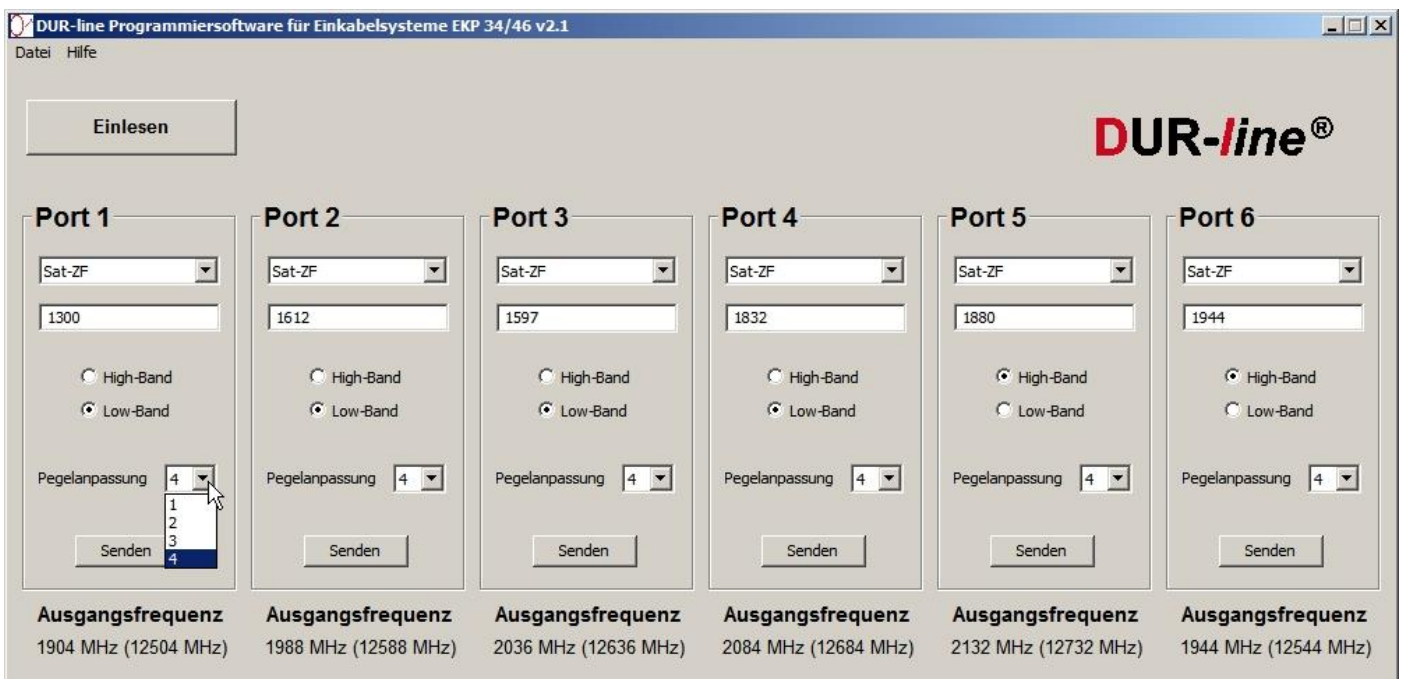 DUR-line Programmiersoftware für Einkabelsysteme EKP 34/46 v2.1
Datei Hilfe
Einlesen
DUR-line®
Port 1 Port 2 Port 3 Port 4 Port 5 Port 6
Sat-ZF Sat-ZF Sat-ZF Sat-ZF Sat-ZF Sat-ZF
1300 1612 1597 1832 1880 1944
High-Band High-Band High-Band High-Band High-Band High-Band
Low-Band Low-Band Low-Band Low-Band Low-Band Low-Band
Pegelanpassung 4 Pegelanpassung 4 Pegelanpassung 4 Pegelanpassung 4 Pegelanpassung 4 Pegelanpassung 4
1
2
3
4
Senden Senden Senden Senden Senden Senden
Ausgangsfrequenz Ausgangsfrequenz Ausgangsfrequenz Ausgangsfrequenz Ausgangsfrequenz Ausgangsfrequenz
1904 MHz (12504 MHz) 1988 MHz (12588 MHz) 2036 MHz (12636 MHz) 2084 MHz (12684 MHz) 2132 MHz (12732 MHz) 1944 MHz (12544 MHz)